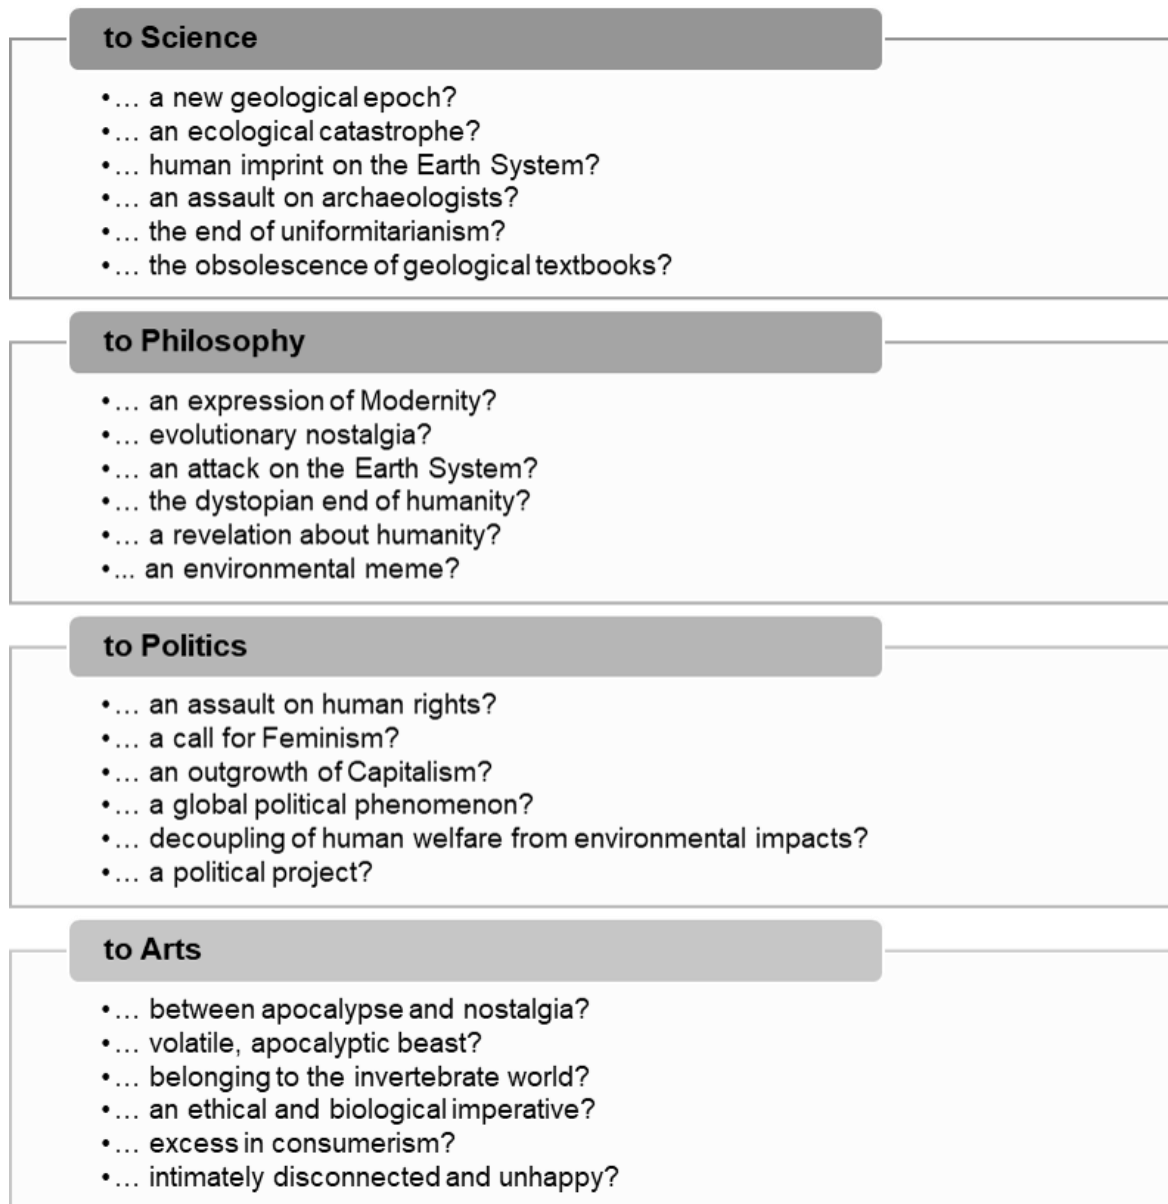 to Science
•… a new geological epoch?
•… an ecological catastrophe?
•… human imprint on the Earth System?
•… an assault on archaeologists?
•… the end of uniformitarianism?
•… the obsolescence of geological textbooks?
to Philosophy
•… an expression of Modernity?
•… evolutionary nostalgia?
•… an attack on the Earth System?
•… the dystopian end of humanity?
•… a revelation about humanity?
•... an environmental meme?
to Politics
•… an assault on human rights?
•… a call for Feminism?
•… an outgrowth of Capitalism?
•… a global political phenomenon?
•… decoupling of human welfare from environmental impacts?
•… a political project?
to Arts
•… between apocalypse and nostalgia?
•… volatile, apocalyptic beast?
•… belonging to the invertebrate world?
•… an ethical and biological imperative?
•… excess in consumerism?
•… intimately disconnected and unhappy?